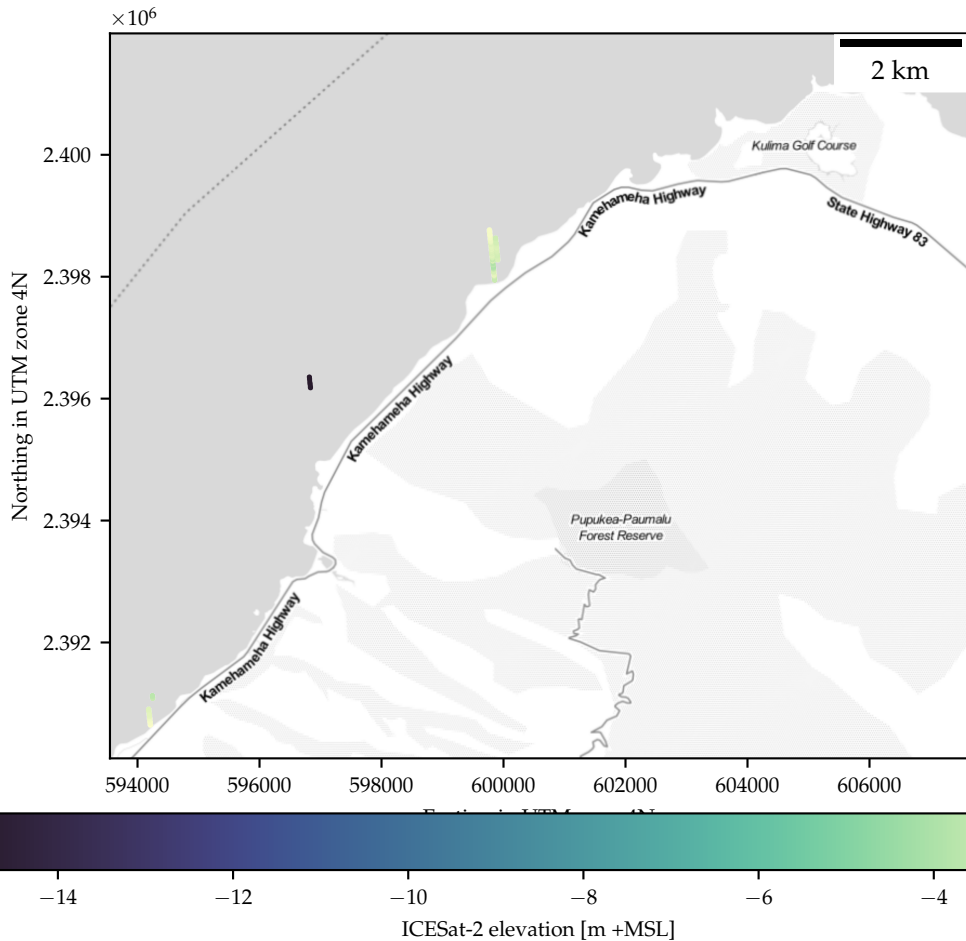 ×10⁶
2 km
2.400
Kulima Golf Course
Kamehameha Highway
State Highway 83
2.398
2.396
Kamehameha Highway
2.394
Pupukea-Paumalu
Forest Reserve
2.392
Kamehameha Highway
Northing in UTM zone 4N
594000 596000 598000 600000 602000 604000 606000
−14 −12 −10 −8 −6 −4
ICESat-2 elevation [m +MSL]